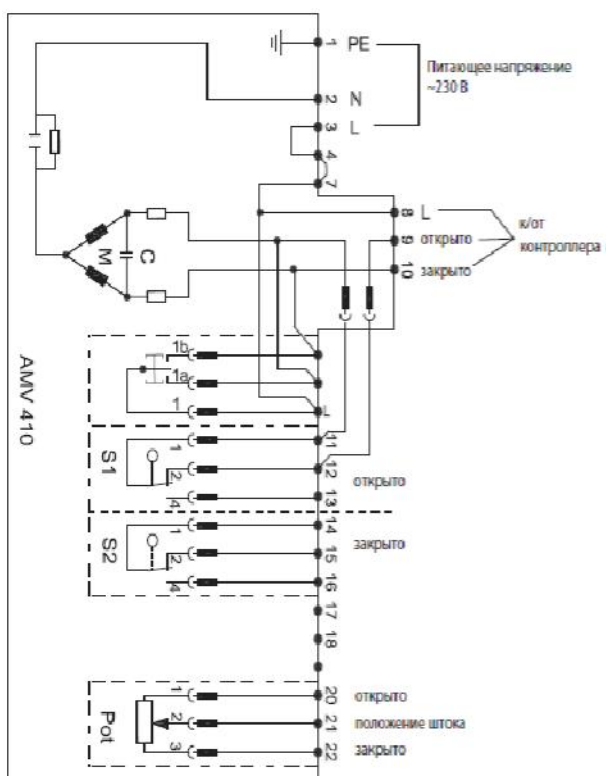 1 PE
Питающее напряжение
~230 В
2 N
3 L
4
7
8 L
9 открыто
10 закрыто
к/от
контроллера
M
C
AMV 410
1b
1a
1
L
S1
1
2
4
11
12
13
открыто
S2
1
2
4
14
15
16
закрыто
17
18
Pot
1
2
3
20 открыто
21 положение штока
22 закрыто